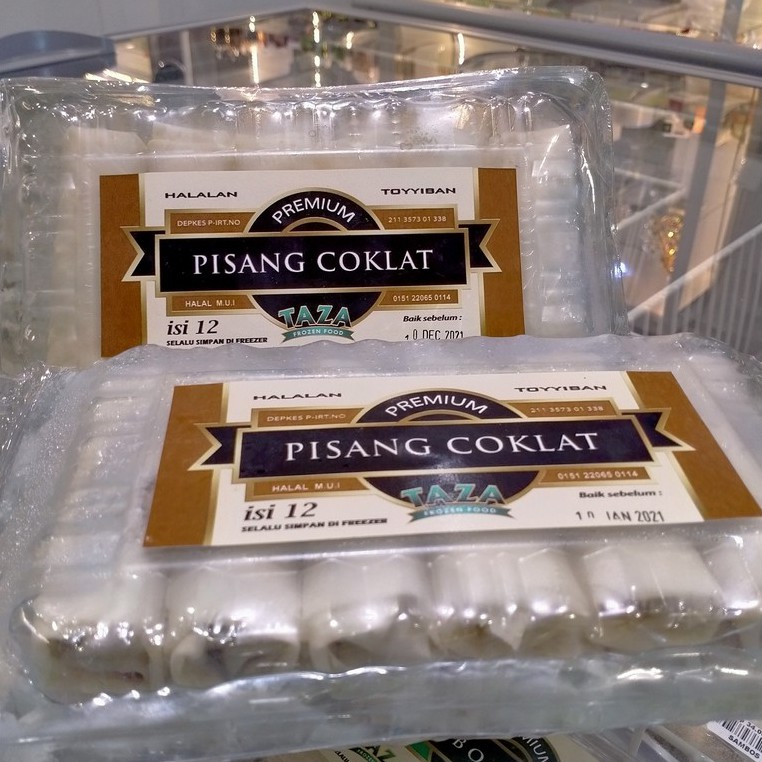 HALALAN TOYYIBAN
PREMIUM
DEPKES P-IRT.NO 211 3573 01 338
PISANG COKLAT
HALAL M.U.I 0151 22065 0114
TAZA
FROZEN FOOD
isi 12 Baik sebelum :
SELALU SIMPAN DI FREEZER 10 DEC 2021
HALALAN TOYYIBAN
PREMIUM
DEPKES P-IRT.NO 211 3573 01 338
PISANG COKLAT
HALAL M.U.I 0151 22065 0114
TAZA
FROZEN FOOD
isi 12 Baik sebelum :
SELALU SIMPAN DI FREEZER 10 JAN 2021
SAMBOS